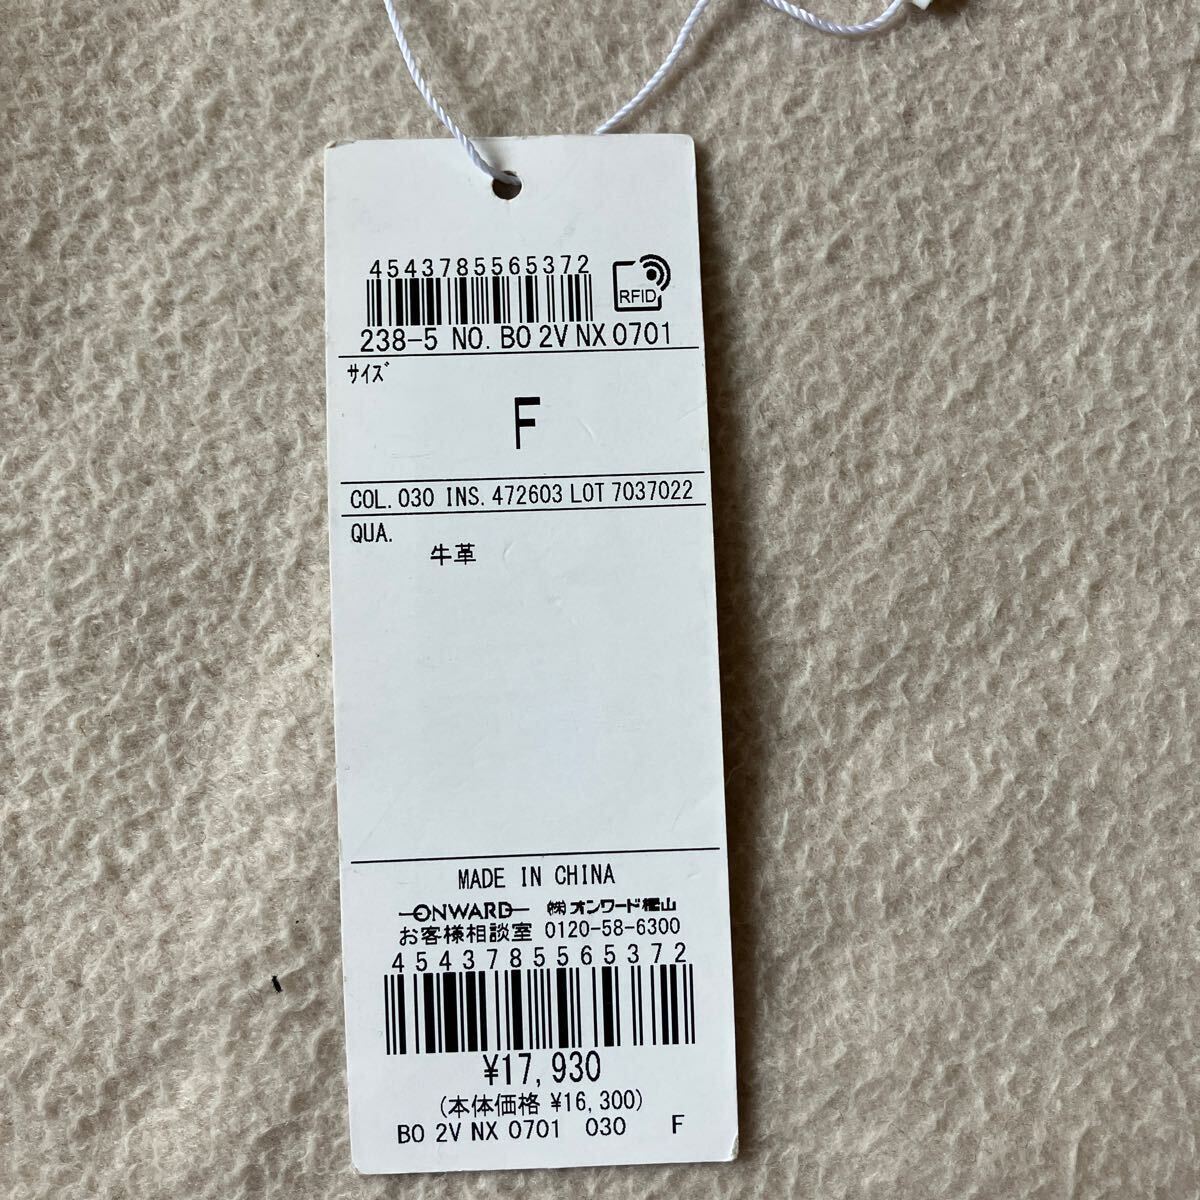 4543785565372
RFID
238-5 NO. BO 2V NX 0701
サイズ
F
COL. 030 INS. 472603 LOT 7037022
QUA.
牛革
MADE IN CHINA
ONWARD ㈱オンワード樫山
お客様相談室 0120-58-6300
4543785565372
¥17,930
(本体価格 ¥16,300)
BO 2V NX 0701 030 F